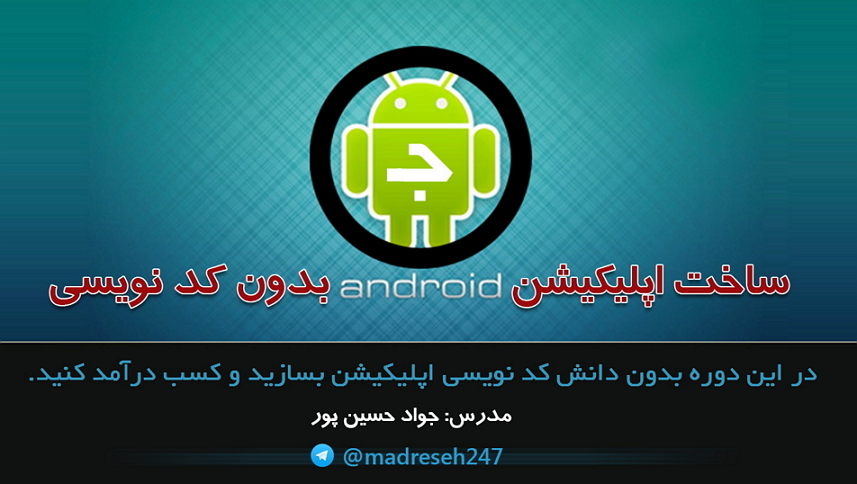 ج
ساخت اپلیکیشن android بدون کد نویسی
در این دوره بدون دانش کد نویسی اپلیکیشن بسازید و کسب درآمد کنید.
مدرس: جواد حسین پور
@madreseh247